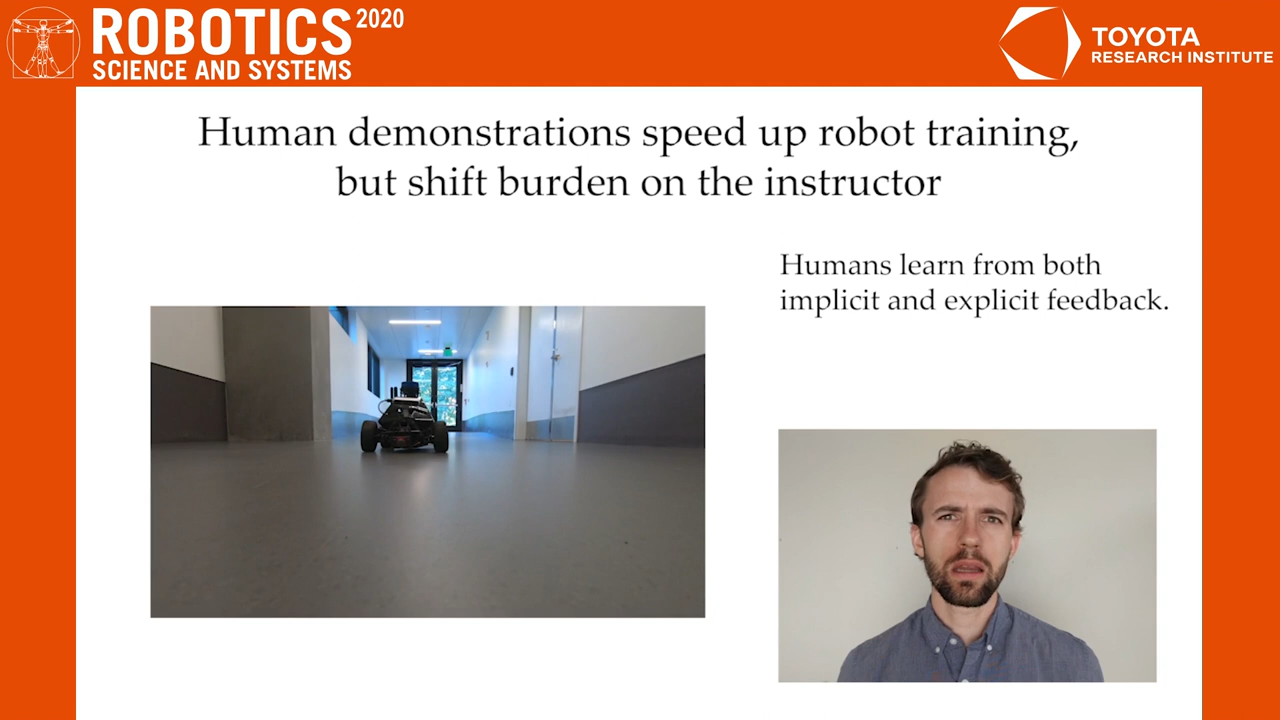 ROBOTICS 2020
SCIENCE AND SYSTEMS
TOYOTA
RESEARCH INSTITUTE
Human demonstrations speed up robot training,
but shift burden on the instructor
Humans learn from both
implicit and explicit feedback.